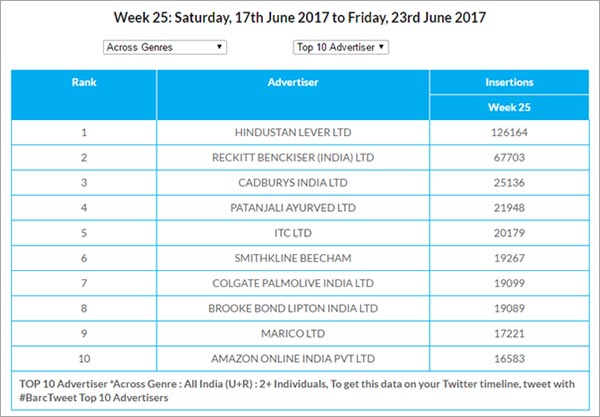 Week 25: Saturday, 17th June 2017 to Friday, 23rd June 2017
Across Genres Top 10 Advertiser
Rank Advertiser Insertions
Week 25
1 HINDUSTAN LEVER LTD 126164
2 RECKITT BENCKISER (INDIA) LTD 67703
3 CADBURYS INDIA LTD 25136
4 PATANJALI AYURVED LTD 21948
5 ITC LTD 20179
6 SMITHKLINE BEECHAM 19267
7 COLGATE PALMOLIVE INDIA LTD 19099
8 BROOKE BOND LIPTON INDIA LTD 19089
9 MARICO LTD 17221
10 AMAZON ONLINE INDIA PVT LTD 16583
TOP 10 Advertiser *Across Genre : All India (U+R) : 2+ Individuals, To get this data on your Twitter timeline, tweet with
#BarcTweet Top 10 Advertisers